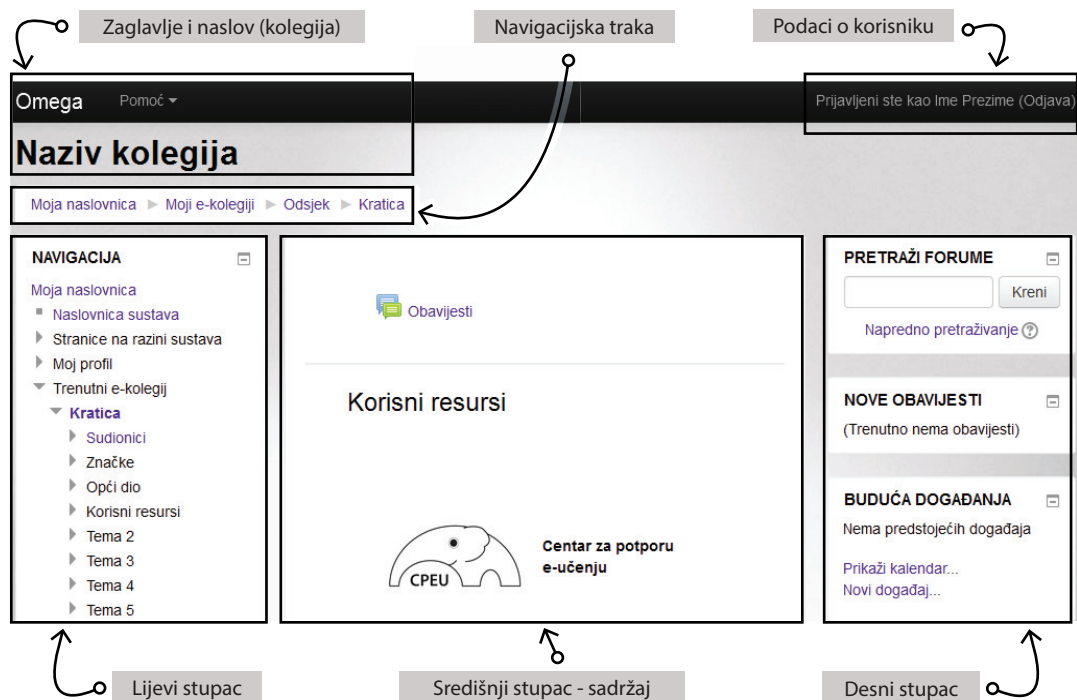 Zaglavlje i naslov (kolegija)
Navigacijska traka
Podaci o korisniku
Omega
Pomoć
Prijavljeni ste kao Ime Prezime (Odjava)
Naziv kolegija
Moja naslovnica ► Moji e-kolegiji ► Odsjek ► Kratica
NAVIGACIJA
Moja naslovnica
Naslovnica sustava
Stranice na razini sustava
Moj profil
Trenutni e-kolegij
Kratica
Sudionici
Značke
Opći dio
Korisni resursi
Tema 2
Tema 3
Tema 4
Tema 5
Obavijesti
Korisni resursi
CPEU
Centar za potporu
e-učenju
PRETRAŽI FORUME
Kreni
Napredno pretraživanje ?
NOVE OBAVIJESTI
(Trenutno nema obavijesti)
BUDUĆA DOGAĐANJA
Nema predstojećih događaja
Prikaži kalendar...
Novi događaj...
Lijevi stupac
Središnji stupac - sadržaj
Desni stupac